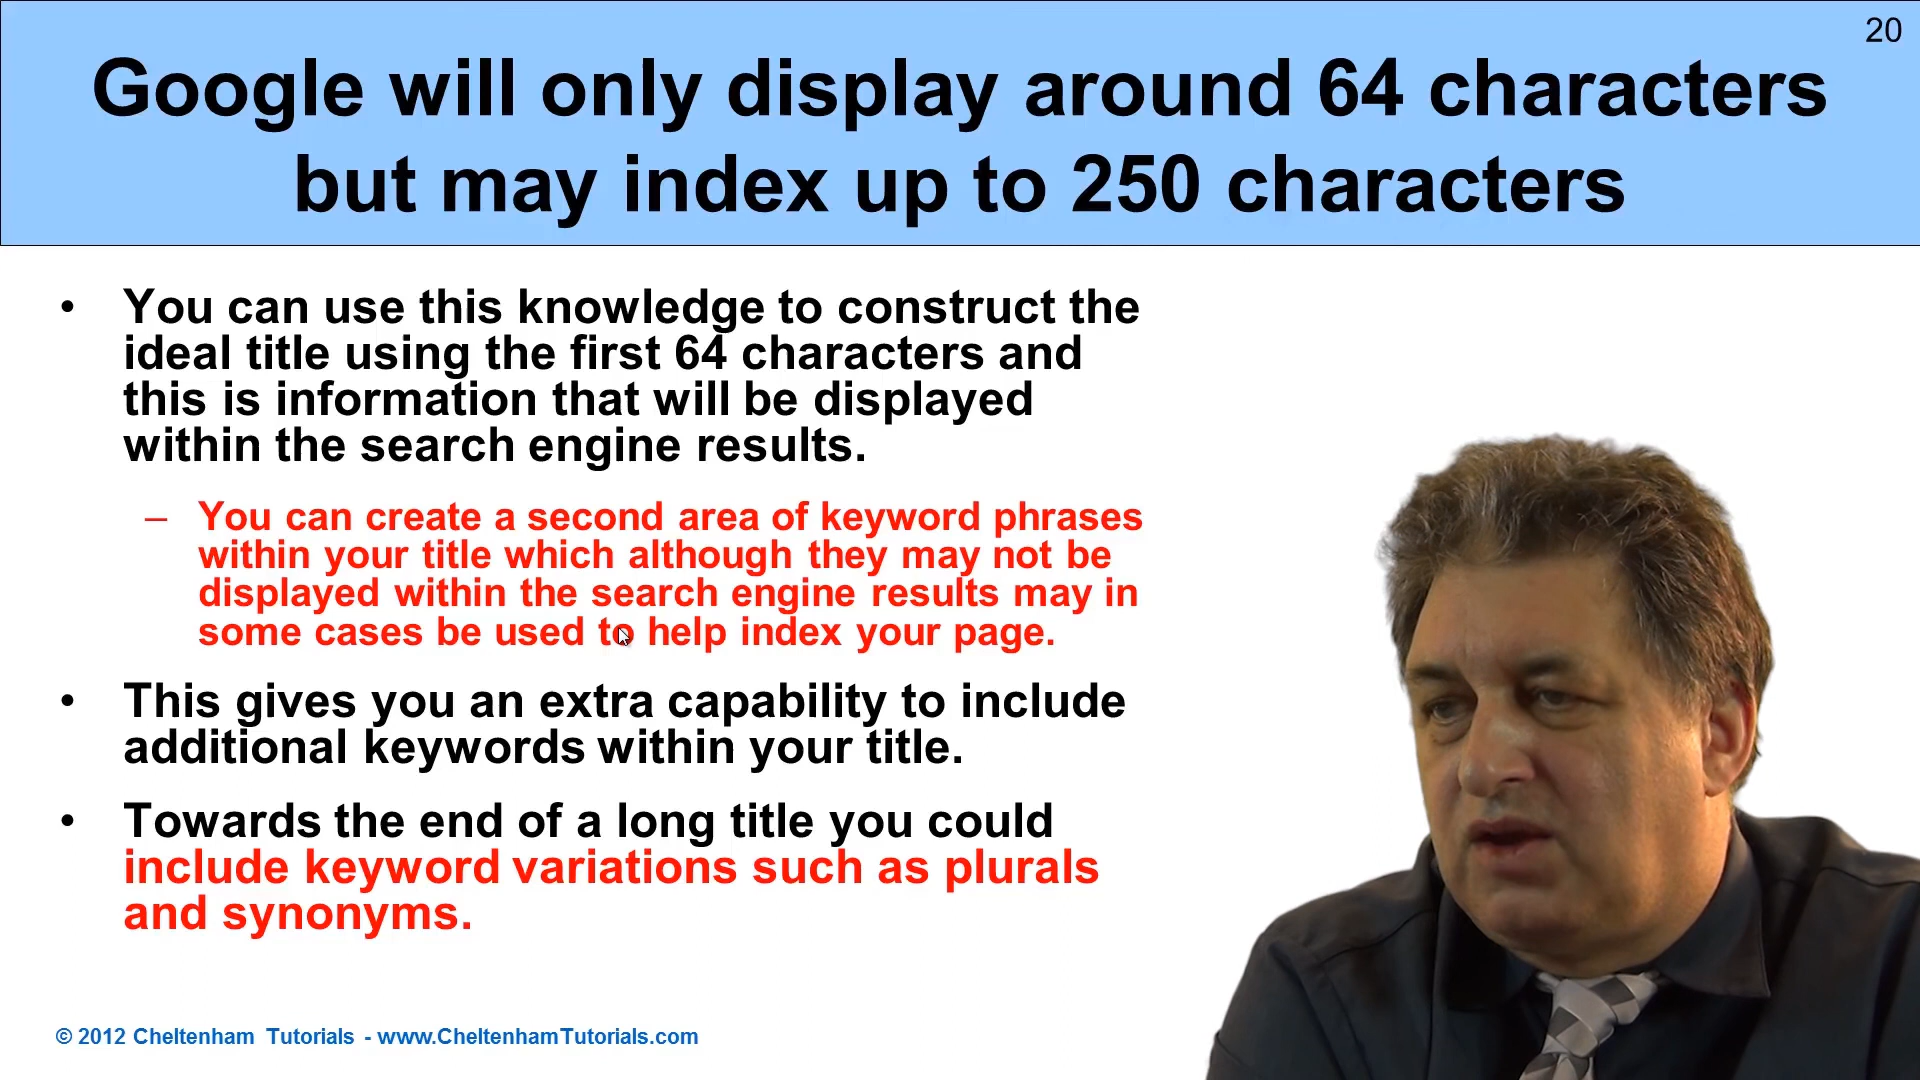 20
Google will only display around 64 characters
but may index up to 250 characters
• You can use this knowledge to construct the
ideal title using the first 64 characters and
this is information that will be displayed
within the search engine results.
– You can create a second area of keyword phrases
within your title which although they may not be
displayed within the search engine results may in
some cases be used to help index your page.
• This gives you an extra capability to include
additional keywords within your title.
• Towards the end of a long title you could
include keyword variations such as plurals
and synonyms.
© 2012 Cheltenham Tutorials - www.CheltenhamTutorials.com